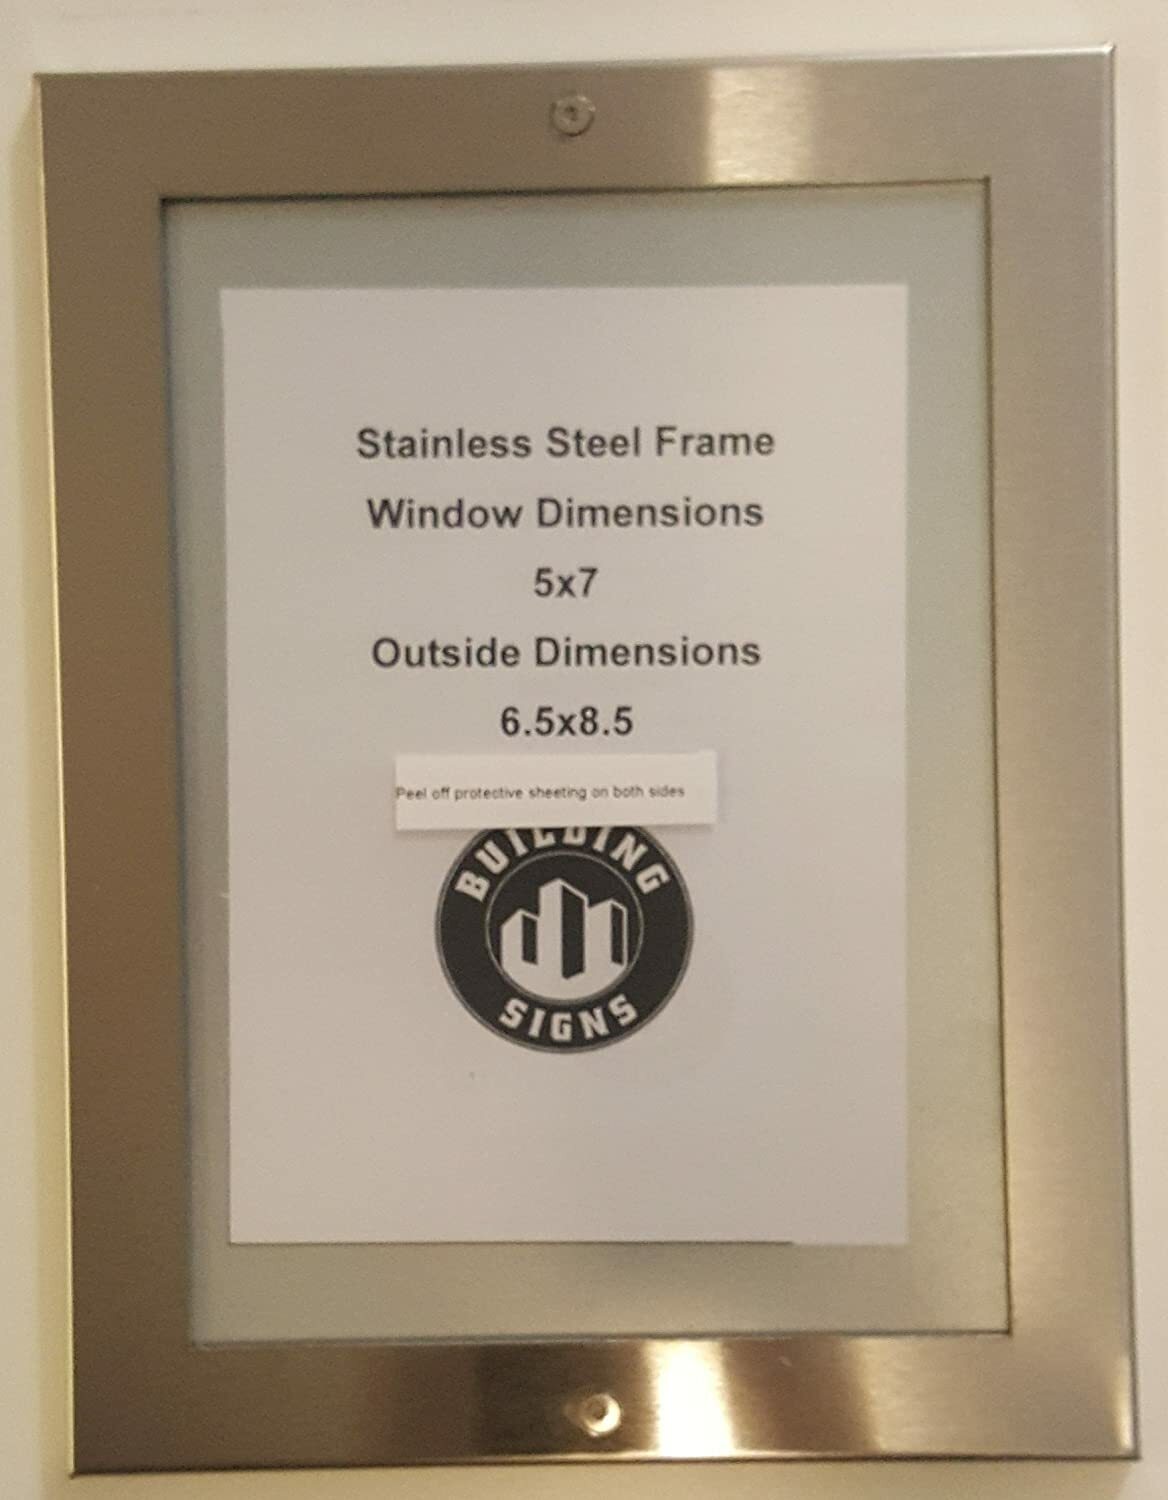 Stainless Steel Frame
Window Dimensions
5x7
Outside Dimensions
6.5x8.5
Peel off protective sheeting on both sides
BUILDING
SIGNS